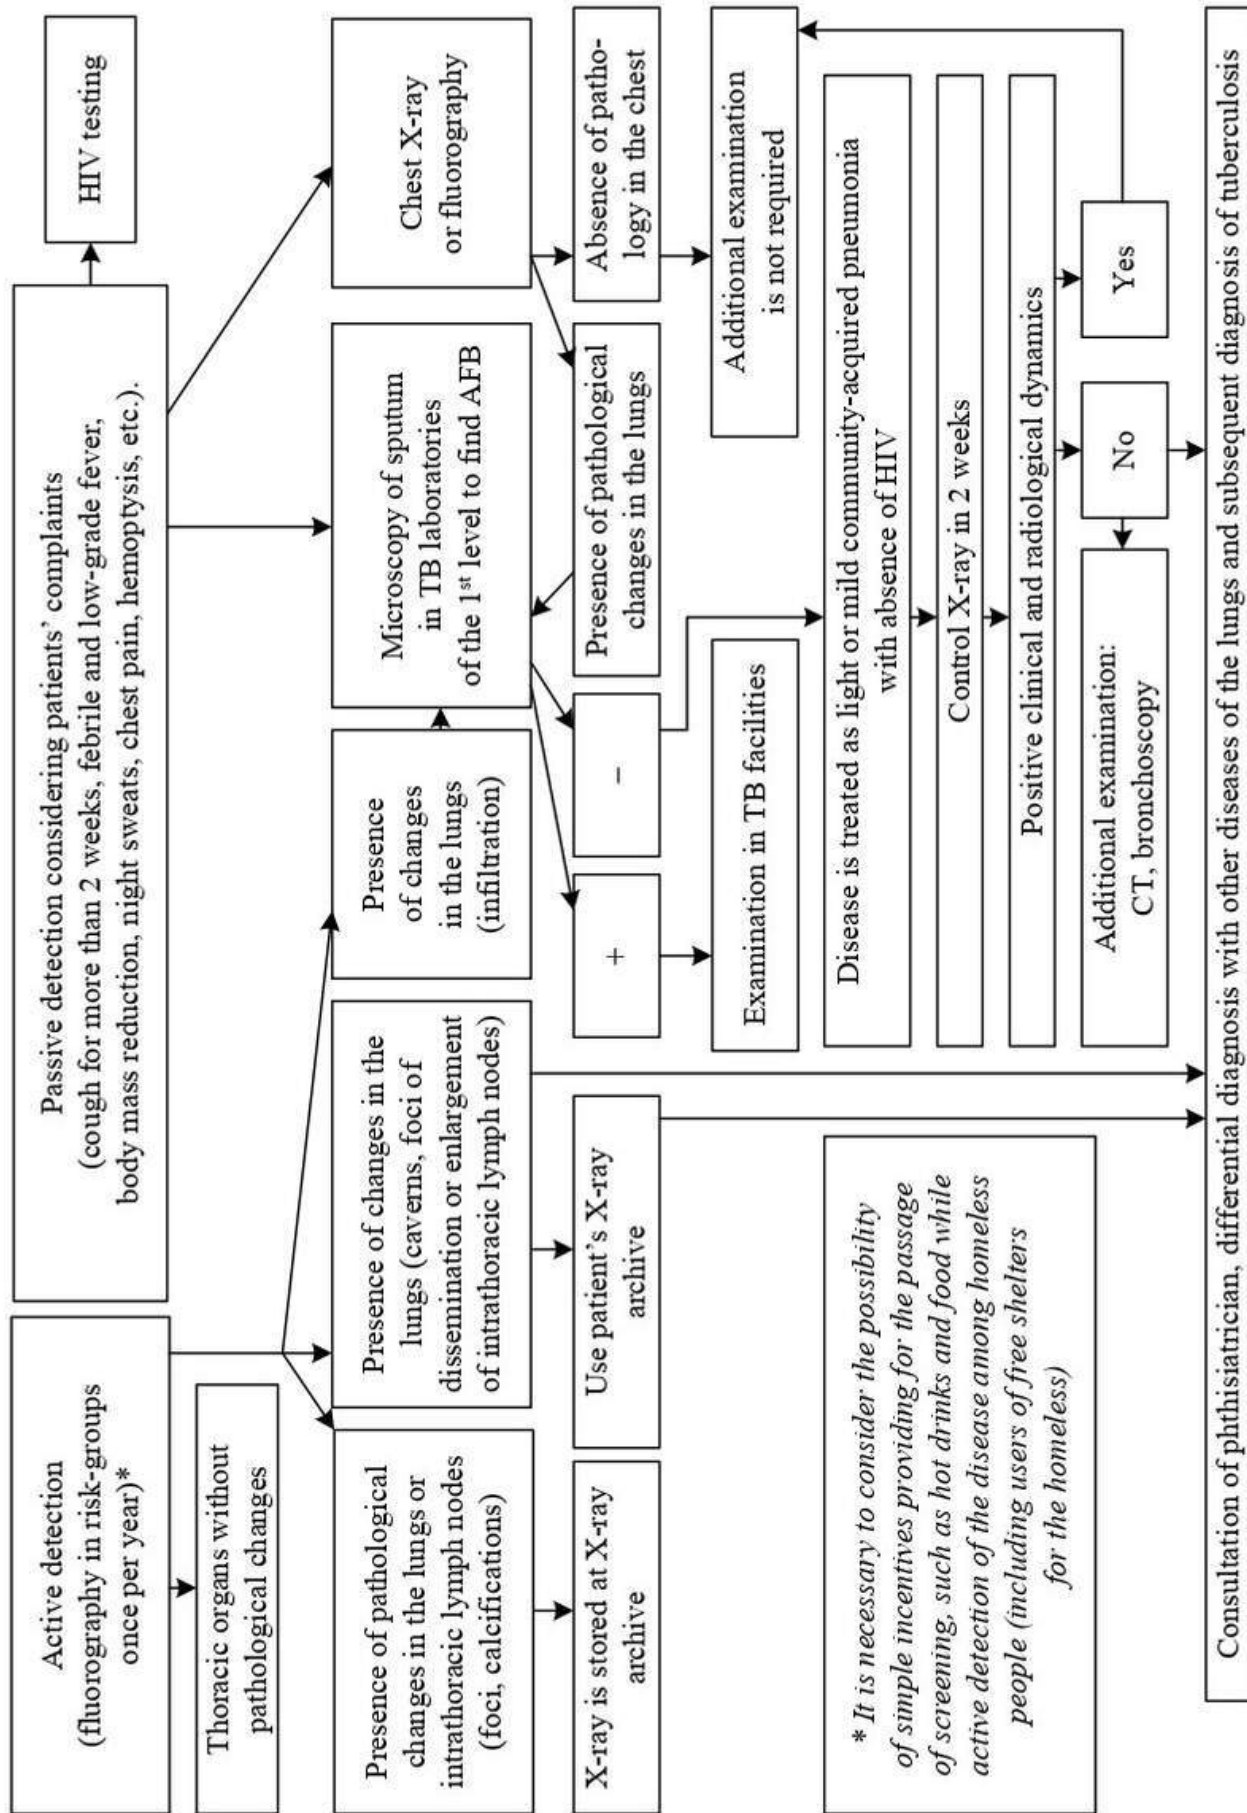 Active detection
(fluorography in risk-groups
once per year)*
Passive detection considering patients’ complaints
(cough for more than 2 weeks, febrile and low-grade fever,
body mass reduction, night sweats, chest pain, hemoptysis, etc.).
HIV testing
Thoracic organs without
pathological changes
Presence of pathological
changes in the lungs or
intrathoracic lymph nodes
(foci, calcifications)
Presence of changes in the
lungs (caverns, foci of
dissemination or enlargement
of intrathoracic lymph nodes)
Presence
of changes
in the lungs
(infiltration)
Microscopy of sputum
in TB laboratories
of the 1st level to find AFB
Chest X-ray
or fluorography
X-ray is stored at X-ray
archive
Use patient’s X-ray
archive
+
–
Presence of pathological
changes in the lungs
Absence of patho-
logy in the chest
Examination in TB facilities
Additional examination
is not required
Disease is treated as light or mild community-acquired pneumonia
with absence of HIV
Control X-ray in 2 weeks
Positive clinical and radiological dynamics
Additional examination:
CT, bronchoscopy
No
Yes
* It is necessary to consider the possibility
of simple incentives providing for the passage
of screening, such as hot drinks and food while
active detection of the disease among homeless
people (including users of free shelters
for the homeless)
Consultation of phthisiatrician, differential diagnosis with other diseases of the lungs and subsequent diagnosis of tuberculosis